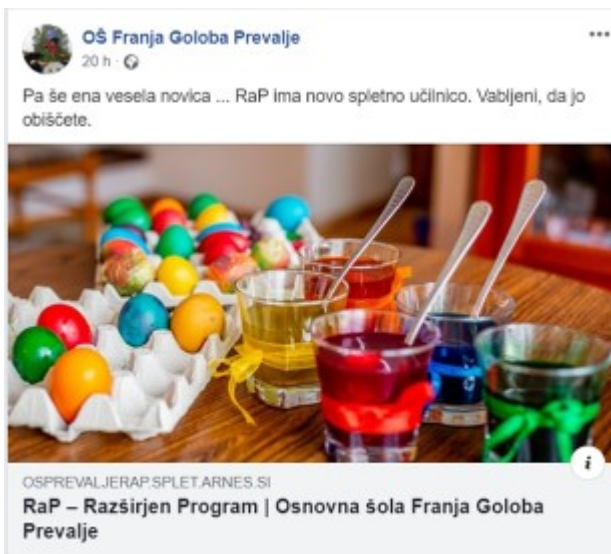 OŠ Franja Goloba Prevalje
20 h ·
Pa še ena vesela novica ... RaP ima novo spletno učilnico. Vabljeni, da jo
obiščete.
i
OSPREVALJERAP.SPLET.ARNES.SI
RaP – Razširjen Program | Osnovna šola Franja Goloba
Prevalje